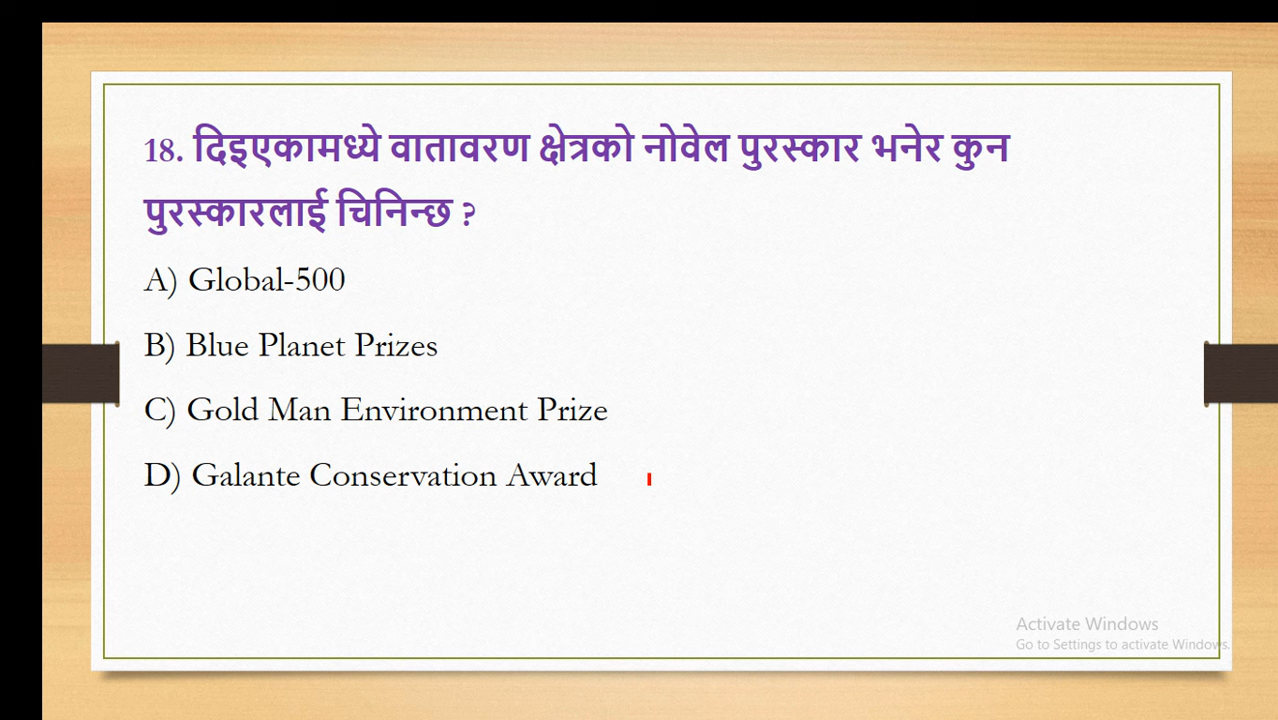 18. दिइएकामध्ये वातावरण क्षेत्रको नोवेल पुरस्कार भनेर कुन
पुरस्कारलाई चिनिन्छ ?
A) Global-500
B) Blue Planet Prizes
C) Gold Man Environment Prize
D) Galante Conservation Award
Activate Windows
Go to Settings to activate Windows.